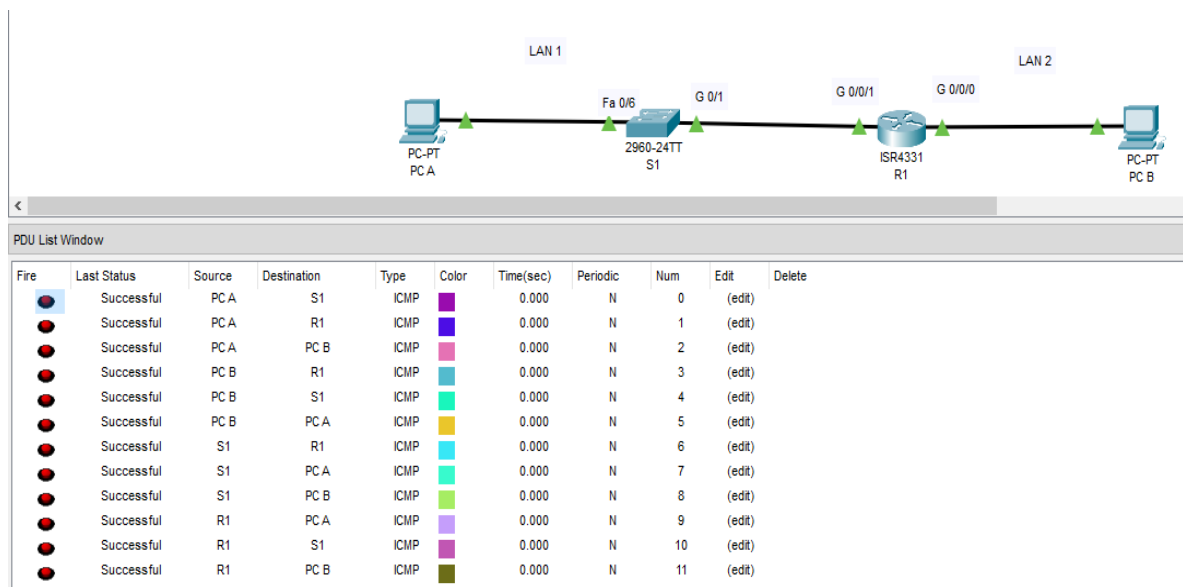 LAN 1
LAN 2
Fa 0/6
G 0/1
G 0/0/1
G 0/0/0
PC-PT
PC A
2960-24TT
S1
ISR4331
R1
PC-PT
PC B
PDU List Window
Fire Last Status Source Destination Type Color Time(sec) Periodic Num Edit Delete
Successful PC A S1 ICMP 0.000 N 0 (edit)
Successful PC A R1 ICMP 0.000 N 1 (edit)
Successful PC A PC B ICMP 0.000 N 2 (edit)
Successful PC B R1 ICMP 0.000 N 3 (edit)
Successful PC B S1 ICMP 0.000 N 4 (edit)
Successful PC B PC A ICMP 0.000 N 5 (edit)
Successful S1 R1 ICMP 0.000 N 6 (edit)
Successful S1 PC A ICMP 0.000 N 7 (edit)
Successful S1 PC B ICMP 0.000 N 8 (edit)
Successful R1 PC A ICMP 0.000 N 9 (edit)
Successful R1 S1 ICMP 0.000 N 10 (edit)
Successful R1 PC B ICMP 0.000 N 11 (edit)